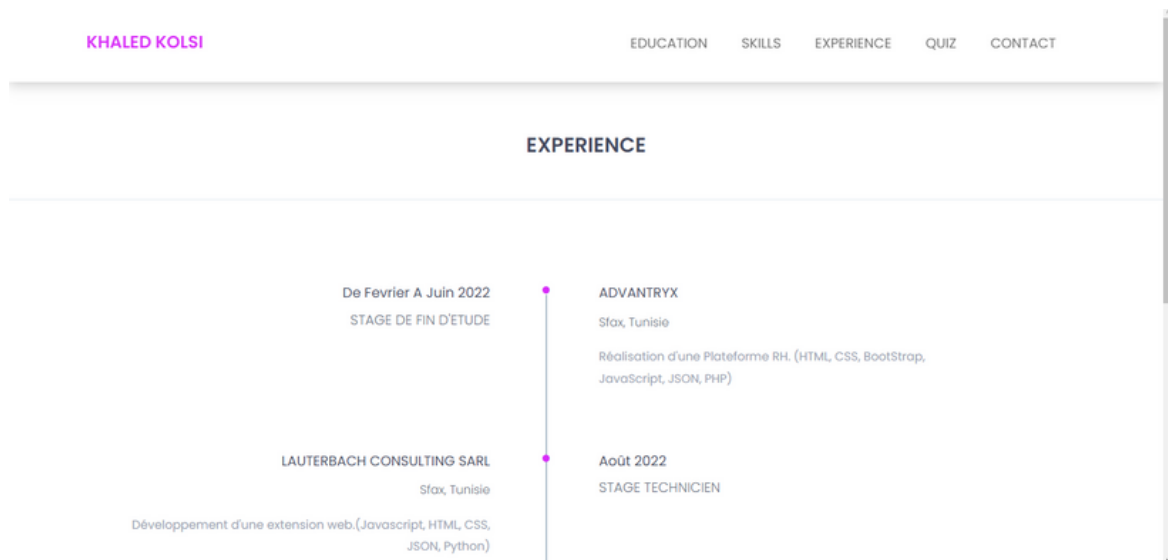 KHALED KOLSI
EDUCATION SKILLS EXPERIENCE QUIZ CONTACT
EXPERIENCE
De Fevrier A Juin 2022
STAGE DE FIN D'ETUDE
ADVANTRYX
Sfax, Tunisie
Réalisation d'une Plateforme RH. (HTML, CSS, BootStrap,
JavaScript, JSON, PHP)
LAUTERBACH CONSULTING SARL
Sfax, Tunisie
Développement d'une extension web.(Javascript, HTML, CSS,
JSON, Python)
Août 2022
STAGE TECHNICIEN